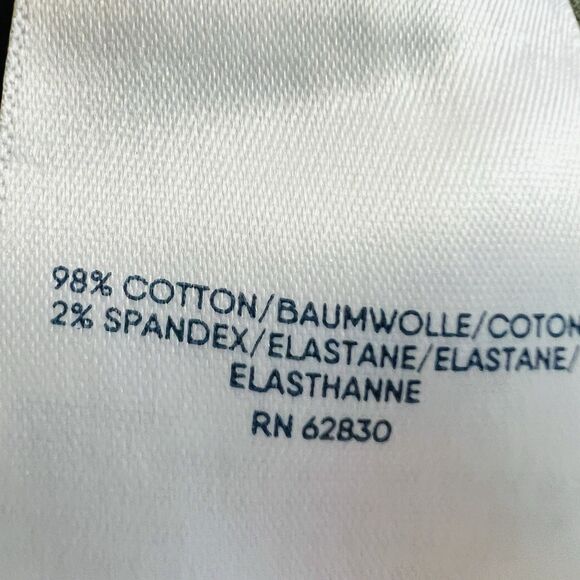 98% COTTON/BAUMWOLLE/COTON
2% SPANDEX/ELASTANE/ELASTANE/
ELASTHANNE
RN 62830